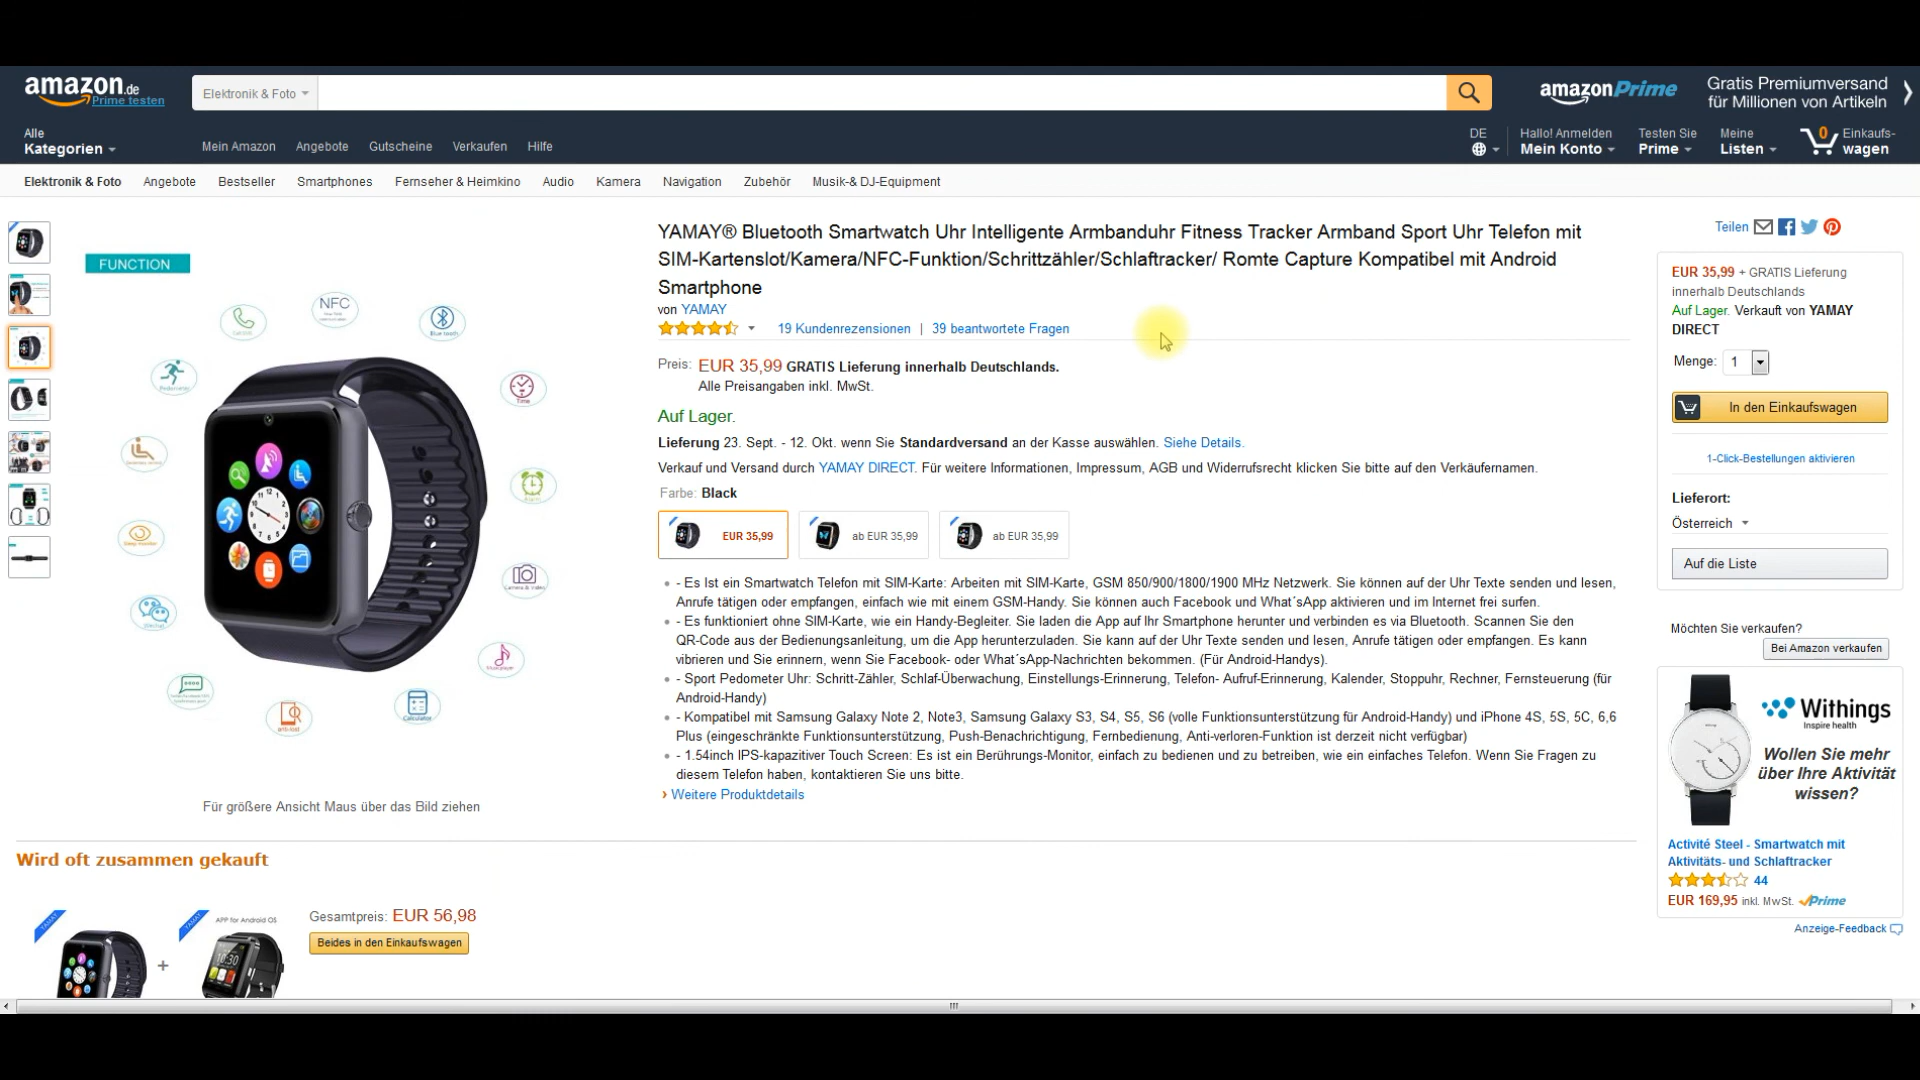 amazon.de
Prime testen
Elektronik & Foto
amazonPrime
Gratis Premiumversand
für Millionen von Artikeln
Alle
Kategorien
Mein Amazon
Angebote
Gutscheine
Verkaufen
Hilfe
DE
Hallo! Anmelden
Mein Konto
Testen Sie
Prime
Meine
Listen
0
Einkaufs-
wagen
Elektronik & Foto
Angebote
Bestseller
Smartphones
Fernseher & Heimkino
Audio
Kamera
Navigation
Zubehör
Musik-& DJ-Equipment
FUNCTION
NFC
Blue tooth
Pedometer
Time
Alarm
Sleep monitor
Camera & Video
Calculator
anti-lost
Für größere Ansicht Maus über das Bild ziehen
YAMAY® Bluetooth Smartwatch Uhr Intelligente Armbanduhr Fitness Tracker Armband Sport Uhr Telefon mit
SIM-Kartenslot/Kamera/NFC-Funktion/Schrittzähler/Schlaftracker/ Romte Capture Kompatibel mit Android
Smartphone
von YAMAY
19 Kundenrezensionen | 39 beantwortete Fragen
Preis: EUR 35,99 GRATIS Lieferung innerhalb Deutschlands.
Alle Preisangaben inkl. MwSt.
Auf Lager.
Lieferung 23. Sept. - 12. Okt. wenn Sie Standardversand an der Kasse auswählen. Siehe Details.
Verkauf und Versand durch YAMAY DIRECT. Für weitere Informationen, Impressum, AGB und Widerrufsrecht klicken Sie bitte auf den Verkäufernamen.
Farbe: Black
EUR 35,99
ab EUR 35,99
ab EUR 35,99
- Es Ist ein Smartwatch Telefon mit SIM-Karte: Arbeiten mit SIM-Karte, GSM 850/900/1800/1900 MHz Netzwerk. Sie können auf der Uhr Texte senden und lesen,
Anrufe tätigen oder empfangen, einfach wie mit einem GSM-Handy. Sie können auch Facebook und What´sApp aktivieren und im Internet frei surfen.
- Es funktioniert ohne SIM-Karte, wie ein Handy-Begleiter. Sie laden die App auf Ihr Smartphone herunter und verbinden es via Bluetooth. Scannen Sie den
QR-Code aus der Bedienungsanleitung, um die App herunterzuladen. Sie kann auf der Uhr Texte senden und lesen, Anrufe tätigen oder empfangen. Es kann
vibrieren und Sie erinnern, wenn Sie Facebook- oder What´sApp-Nachrichten bekommen. (Für Android-Handys).
- Sport Pedometer Uhr: Schritt-Zähler, Schlaf-Überwachung, Einstellungs-Erinnerung, Telefon- Aufruf-Erinnerung, Kalender, Stoppuhr, Rechner, Fernsteuerung (für
Android-Handy)
- Kompatibel mit Samsung Galaxy Note 2, Note3, Samsung Galaxy S3, S4, S5, S6 (volle Funktionsunterstützung für Android-Handy) und iPhone 4S, 5S, 5C, 6,6
Plus (eingeschränkte Funktionsunterstützung, Push-Benachrichtigung, Fernbedienung, Anti-verloren-Funktion ist derzeit nicht verfügbar)
- 1.54inch IPS-kapazitiver Touch Screen: Es ist ein Berührungs-Monitor, einfach zu bedienen und zu betreiben, wie ein einfaches Telefon. Wenn Sie Fragen zu
diesem Telefon haben, kontaktieren Sie uns bitte.
› Weitere Produktdetails
Teilen
EUR 35,99 + GRATIS Lieferung
innerhalb Deutschlands
Auf Lager. Verkauft von YAMAY
DIRECT
Menge: 1
In den Einkaufswagen
1-Click-Bestellungen aktivieren
Lieferort:
Österreich
Auf die Liste
Möchten Sie verkaufen?
Bei Amazon verkaufen
Withings
Inspire health
Wollen Sie mehr
über Ihre Aktivität
wissen?
Activité Steel - Smartwatch mit
Aktivitäts- und Schlaftracker
44
EUR 169,95 inkl. MwSt. Prime
Anzeige-Feedback
Wird oft zusammen gekauft
YAMAY
+
YAMAY
APP for Android OS
10:30
Gesamtpreis: EUR 56,98
Beides in den Einkaufswagen